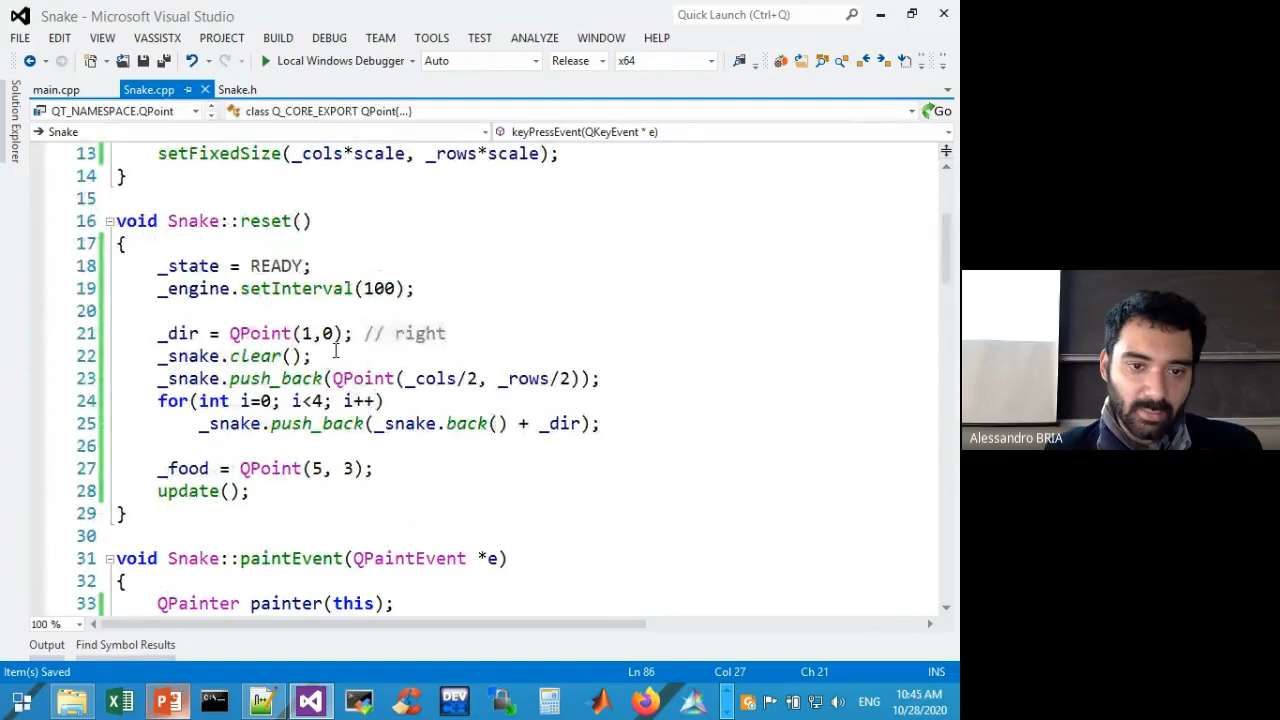 Snake - Microsoft Visual Studio
Quick Launch (Ctrl+Q)
FILE EDIT VIEW VASSISTX PROJECT BUILD DEBUG TEAM TOOLS TEST ANALYZE WINDOW HELP
Local Windows Debugger Auto Release x64
Solution Explorer
main.cpp Snake.cpp Snake.h
QT_NAMESPACE.QPoint class Q_CORE_EXPORT QPoint{...} Go
Snake keyPressEvent(QKeyEvent * e)
13 setFixedSize(_cols*scale, _rows*scale);
14 }
15
16 void Snake::reset()
17 {
18 _state = READY;
19 _engine.setInterval(100);
20
21 _dir = QPoint(1,0); // right
22 _snake.clear();
23 _snake.push_back(QPoint(_cols/2, _rows/2));
24 for(int i=0; i<4; i++)
25 _snake.push_back(_snake.back() + _dir);
26
27 _food = QPoint(5, 3);
28 update();
29 }
30
31 void Snake::paintEvent(QPaintEvent *e)
32 {
33 QPainter painter(this);
100 %
Output Find Symbol Results
Item(s) Saved Ln 86 Col 27 Ch 21 INS
DEV
ENG
10:45 AM
10/28/2020
Alessandro BRIA